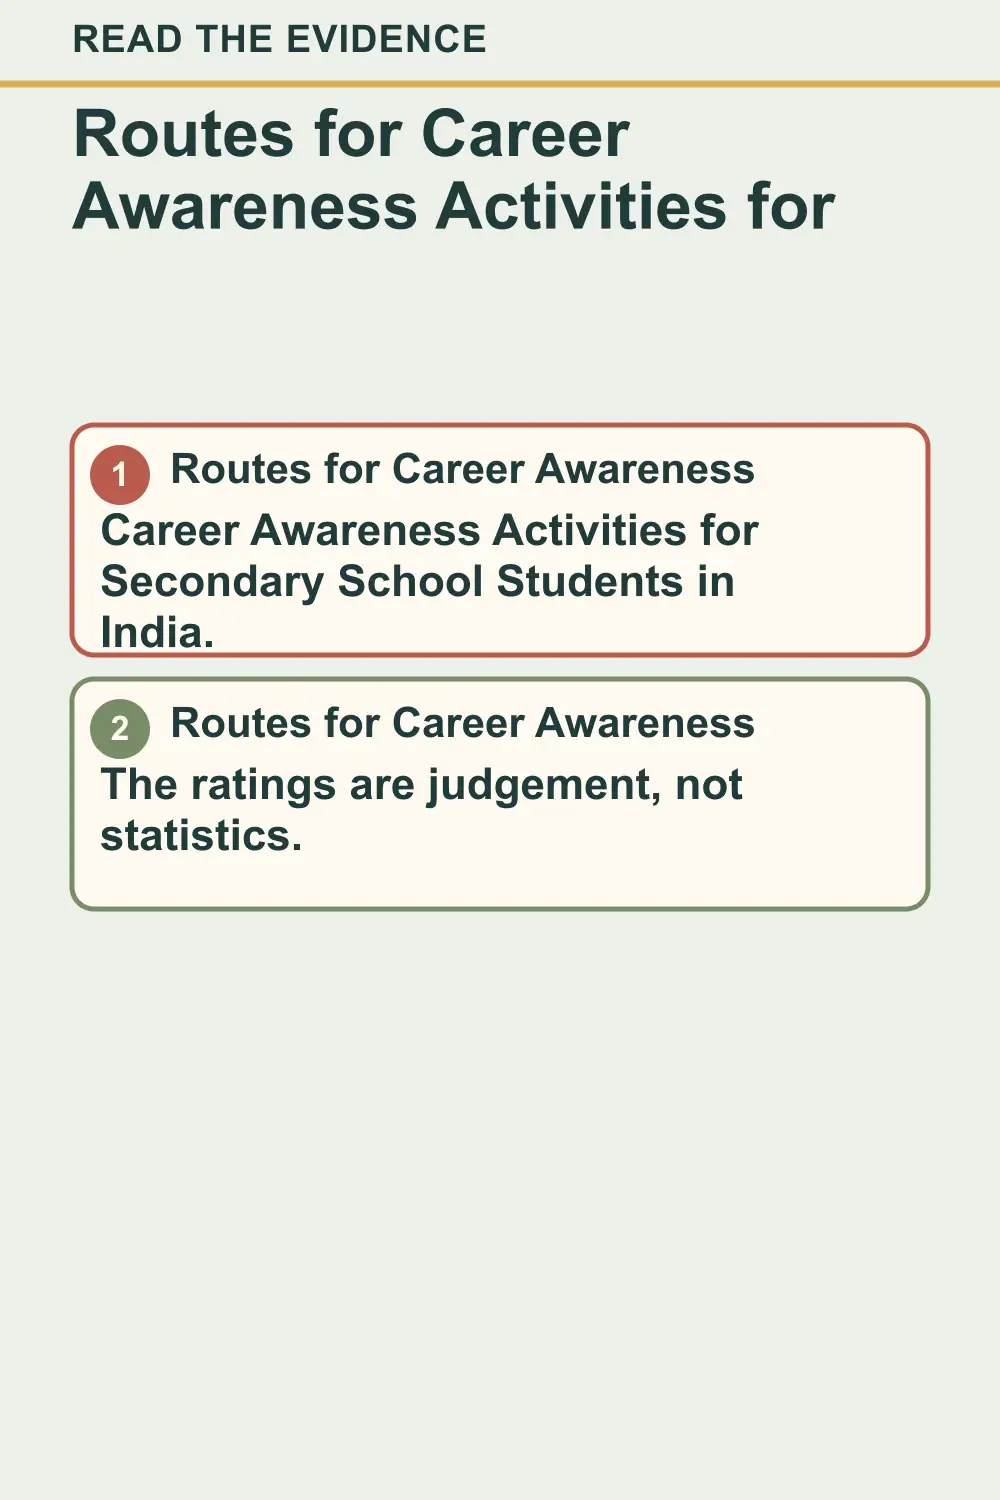 READ THE EVIDENCE
Routes for Career
Awareness Activities for
1 Routes for Career Awareness
Career Awareness Activities for
Secondary School Students in
India.
2 Routes for Career Awareness
The ratings are judgement, not
statistics.